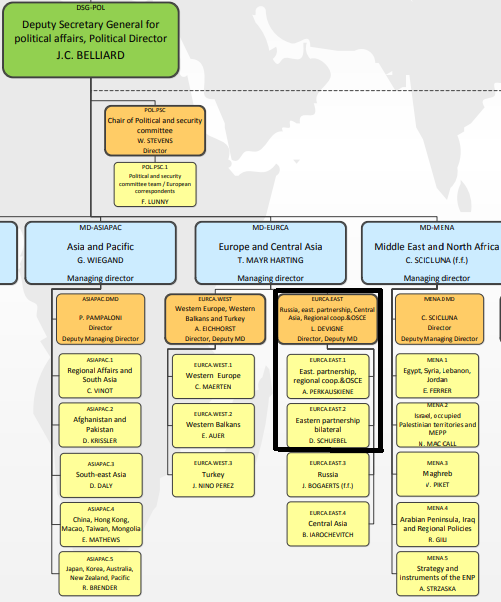 DSG-POL
Deputy Secretary General for
political affairs, Political Director
J.C. BELLIARD
POL.PSC
Chair of Political and security
committee
W. STEVENS
Director
POL.PSC.1
Political and security
committee team / European
correspondents
F. LUNNY
MD-ASIAPAC
Asia and Pacific
G. WIEGAND
Managing director
MD-EURCA
Europe and Central Asia
T. MAYR HARTING
Managing director
MD-MENA
Middle East and North Africa
C. SCICLUNA (f.f.)
Managing director
ASIAPAC.DMD
P. PAMPALONI
Director
Deputy Managing Director
ASIAPAC.1
Regional Affairs and
South Asia
C. VINOT
ASIAPAC.2
Afghanistan and
Pakistan
D. KRISSLER
ASIAPAC.3
South-east Asia
D. DALY
ASIAPAC.4
China, Hong Kong,
Macao, Taiwan, Mongolia
E. MATHEWS
ASIAPAC.5
Japan, Korea, Australia,
New Zealand, Pacific
R. BRENDER
EURCA.WEST
Western Europe, Western
Balkans and Turkey
A. EICHHORST
Director, Deputy MD
EURCA.WEST.1
Western Europe
C. MAERTEN
EURCA.WEST.2
Western Balkans
E. AUER
EURCA.WEST.3
Turkey
J. NINO PEREZ
EURCA.EAST
Russia, east. partnership, Central
Asia, Regional coop.&OSCE
L. DEVIGNE
Director, Deputy MD
EURCA.EAST.1
East. partnership,
regional coop.&OSCE
A. PERKAUSKIENE
EURCA.EAST.2
Eastern partnership
bilateral
D. SCHUEBEL
EURCA.EAST.3
Russia
J. BOGAERTS (f.f.)
EURCA.EAST.4
Central Asia
B. IAROCHEVITCH
MENA.DMD
C. SCICLUNA
Director
Deputy Managing Director
MENA.1
Egypt, Syria, Lebanon,
Jordan
E. FERRER
MENA.2
Israel, occupied
Palestinian territories and
MEPP
N. MAC CALL
MENA.3
Maghreb
V. PIKET
MENA.4
Arabian Peninsula, Iraq
and Regional Policies
R. GILI
MENA.5
Strategy and
instruments of the ENP
A. STRZASKA